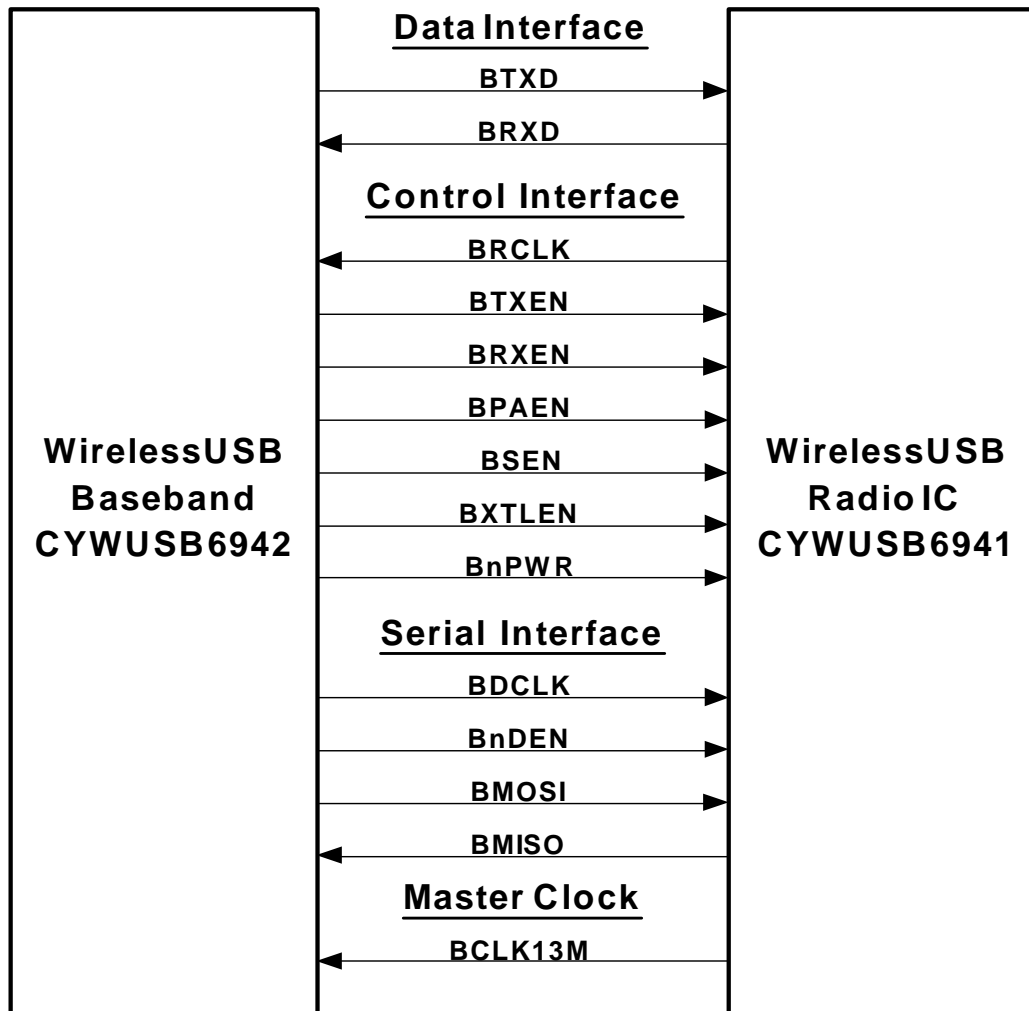 Data Interface
BTXD
BRXD
Control Interface
BRCLK
BTXEN
BRXEN
BPAEN
BSEN
BXTLEN
BnPWR
WirelessUSB
Baseband
CYWUSB6942
WirelessUSB
Radio IC
CYWUSB6941
Serial Interface
BDCLK
BnDEN
BMOSI
BMISO
Master Clock
BCLK13M